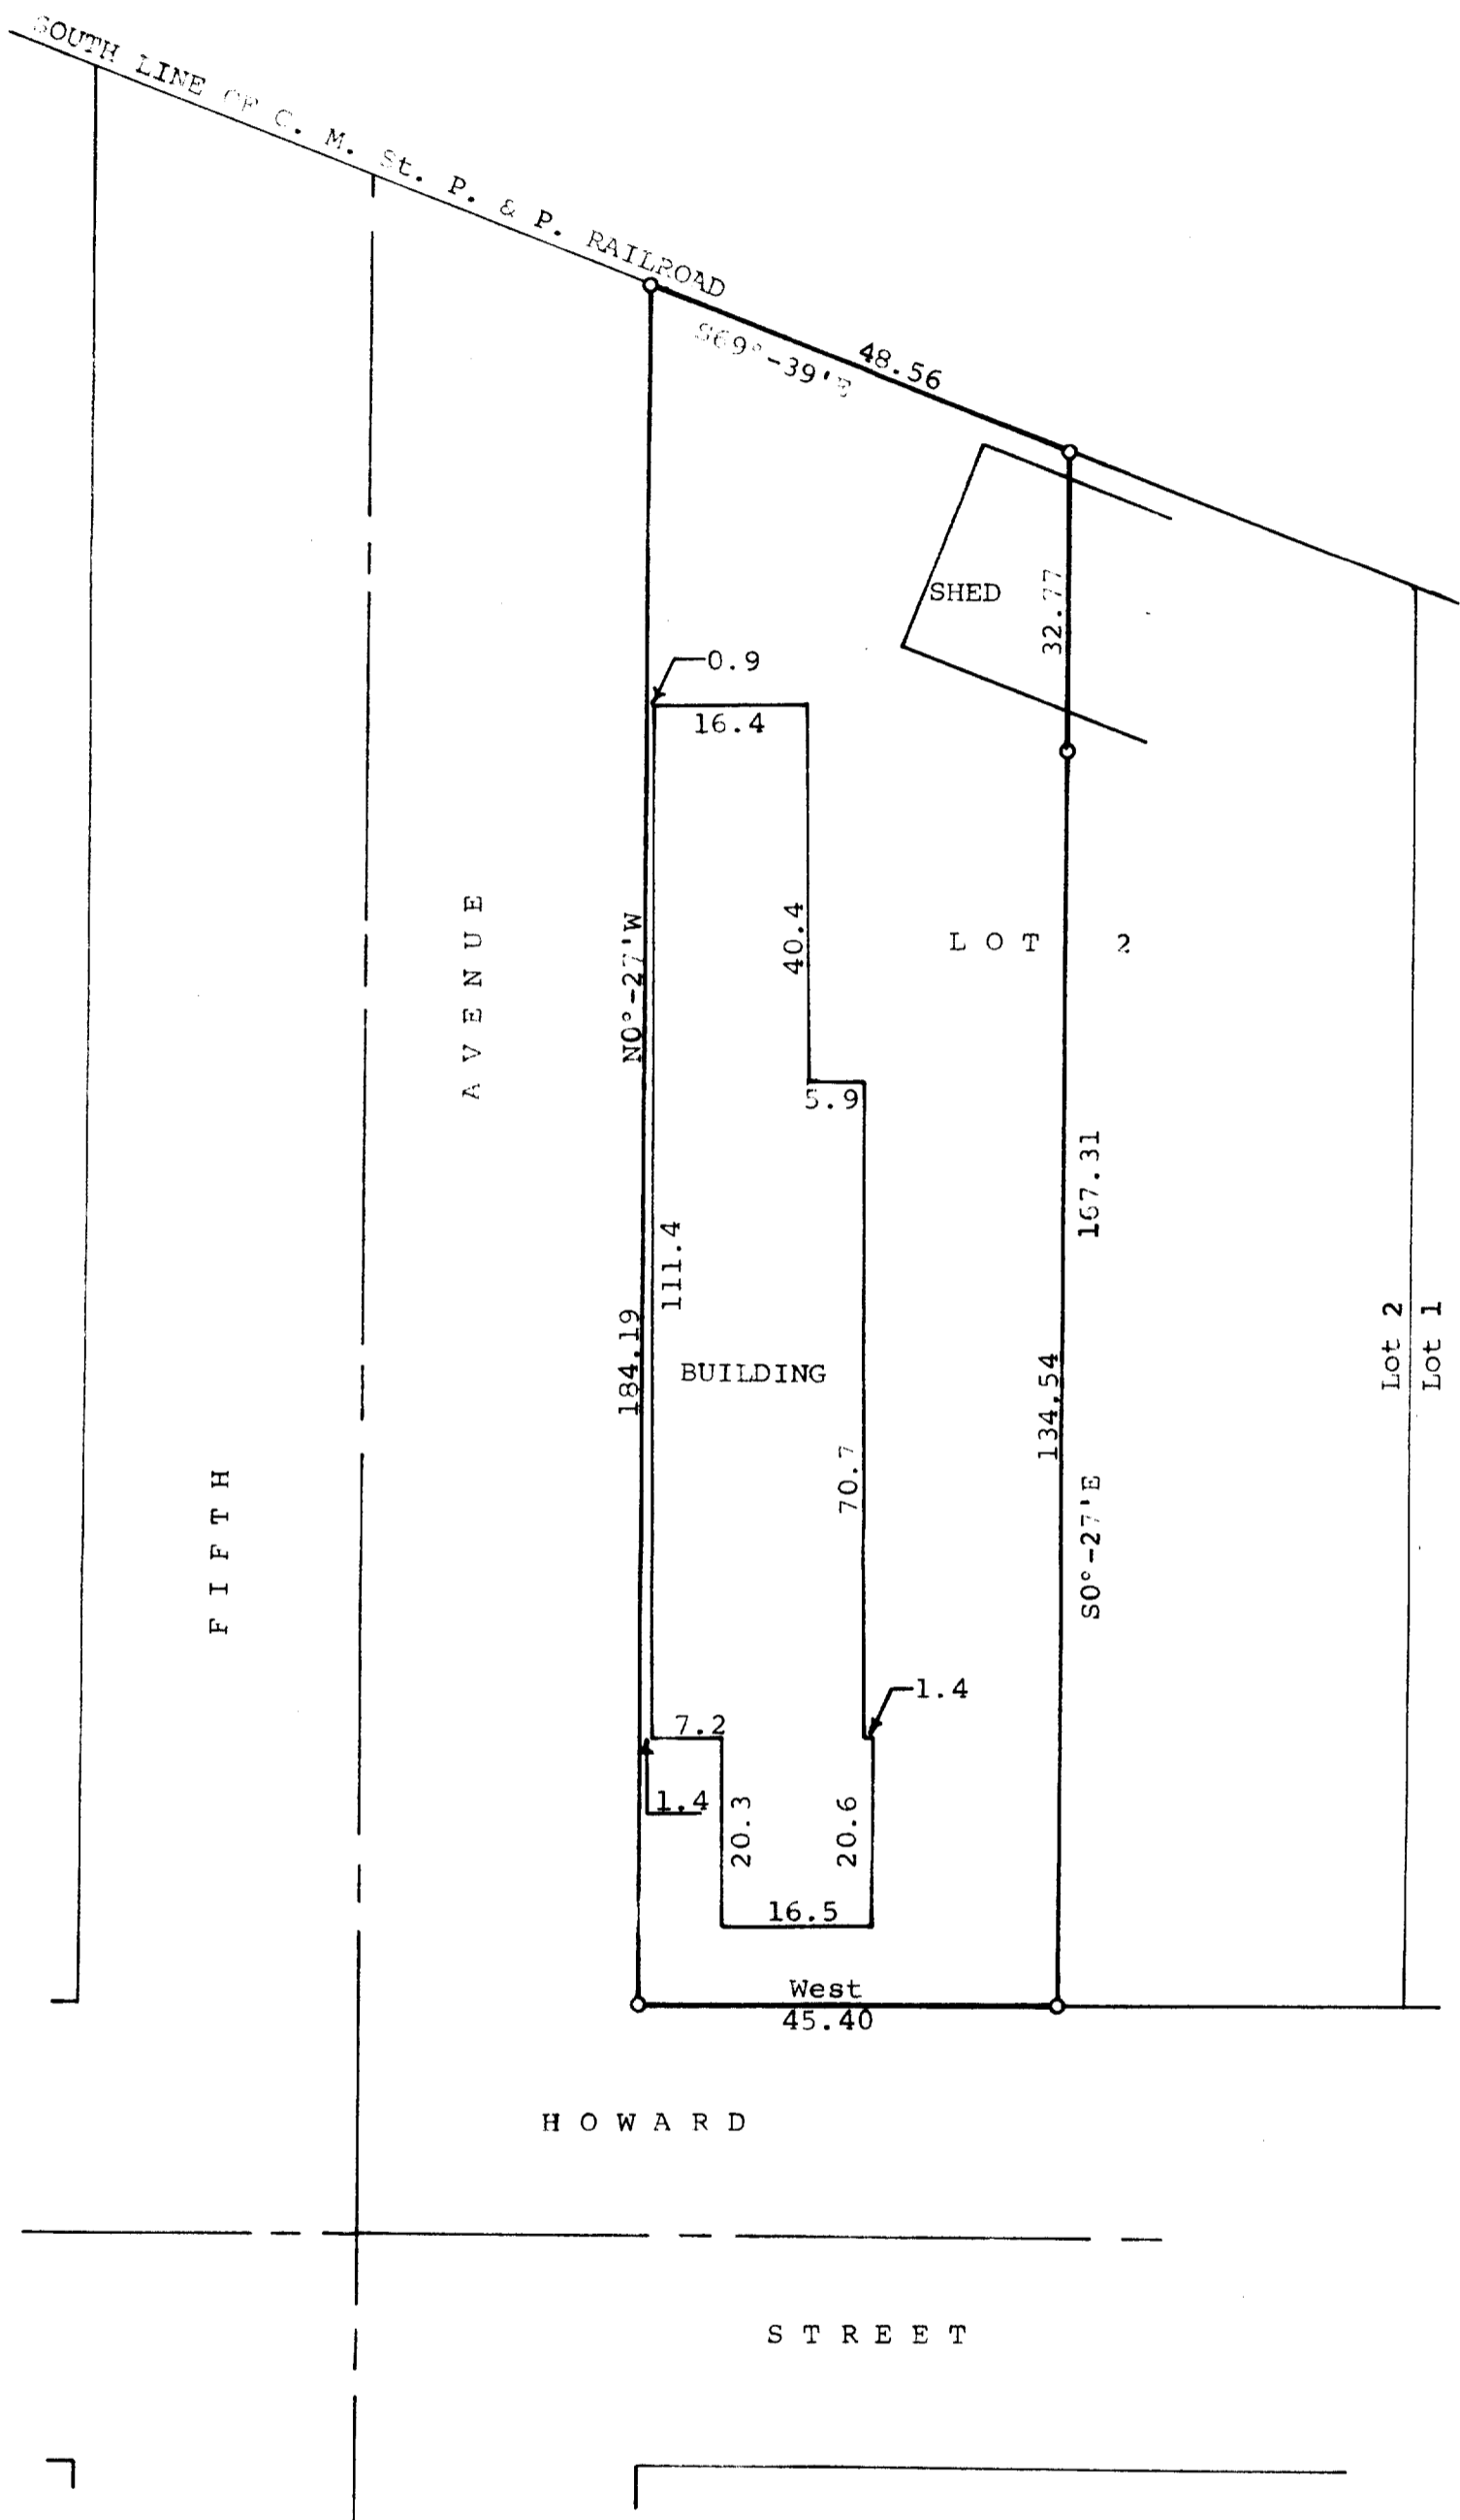 SOUTH LINE OF C. M. St. P. & P. RAILROAD
S69°-39'E
48.56
SHED
32.77
0.9
16.4
AVENUE
N0°-27'W
40.4
LOT 2
5.9
167.31
111.4
184.19
BUILDING
134,54
Lot 2
Lot 1
FIFTH
70.7
S0°-27'E
1.4
7.2
1.4
20.3
20.6
16.5
West
45.40
HOWARD
STREET